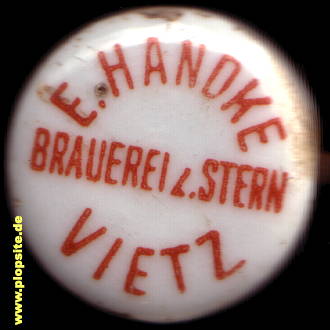 E. HANDKE
BRAUEREI z. STERN
VIETZ
www.plopsite.de